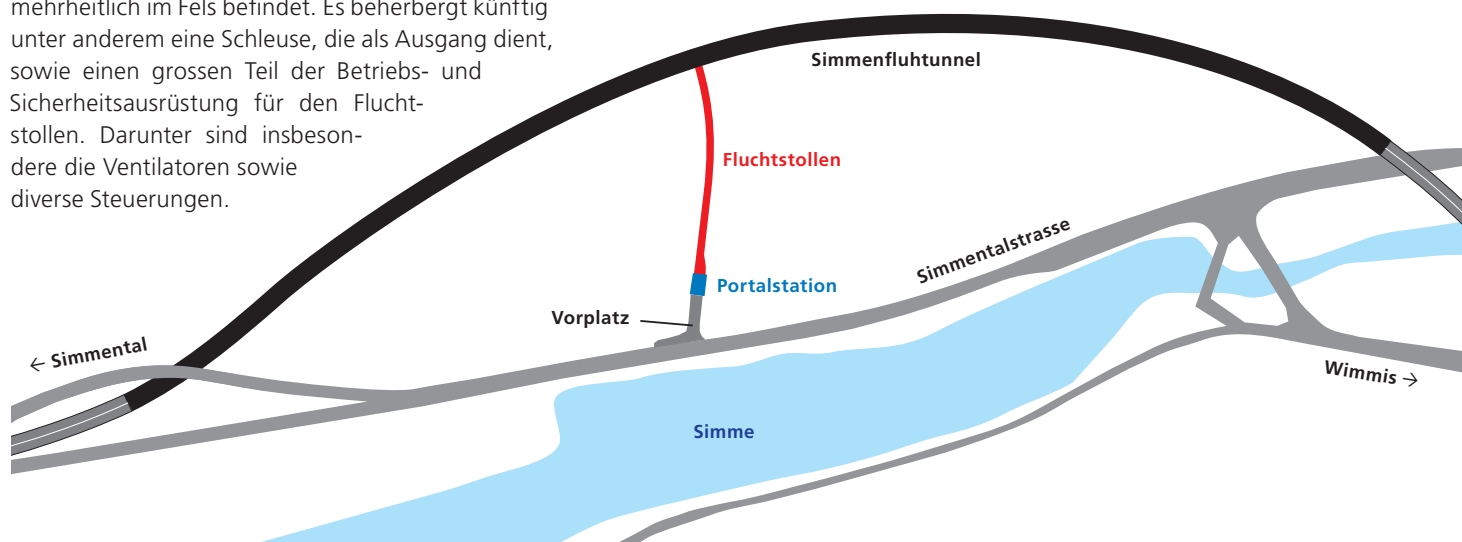 mehrheitlich im Fels befindet. Es beherbergt künftig
unter anderem eine Schleuse, die als Ausgang dient,
sowie einen grossen Teil der Betriebs- und
Sicherheitsausrüstung für den Flucht-
stollen. Darunter sind insbeson-
dere die Ventilatoren sowie
diverse Steuerungen.
Simmenfluhtunnel
Fluchtstollen
Simmentalstrasse
Portalstation
Vorplatz
← Simmental
Wimmis →
Simme